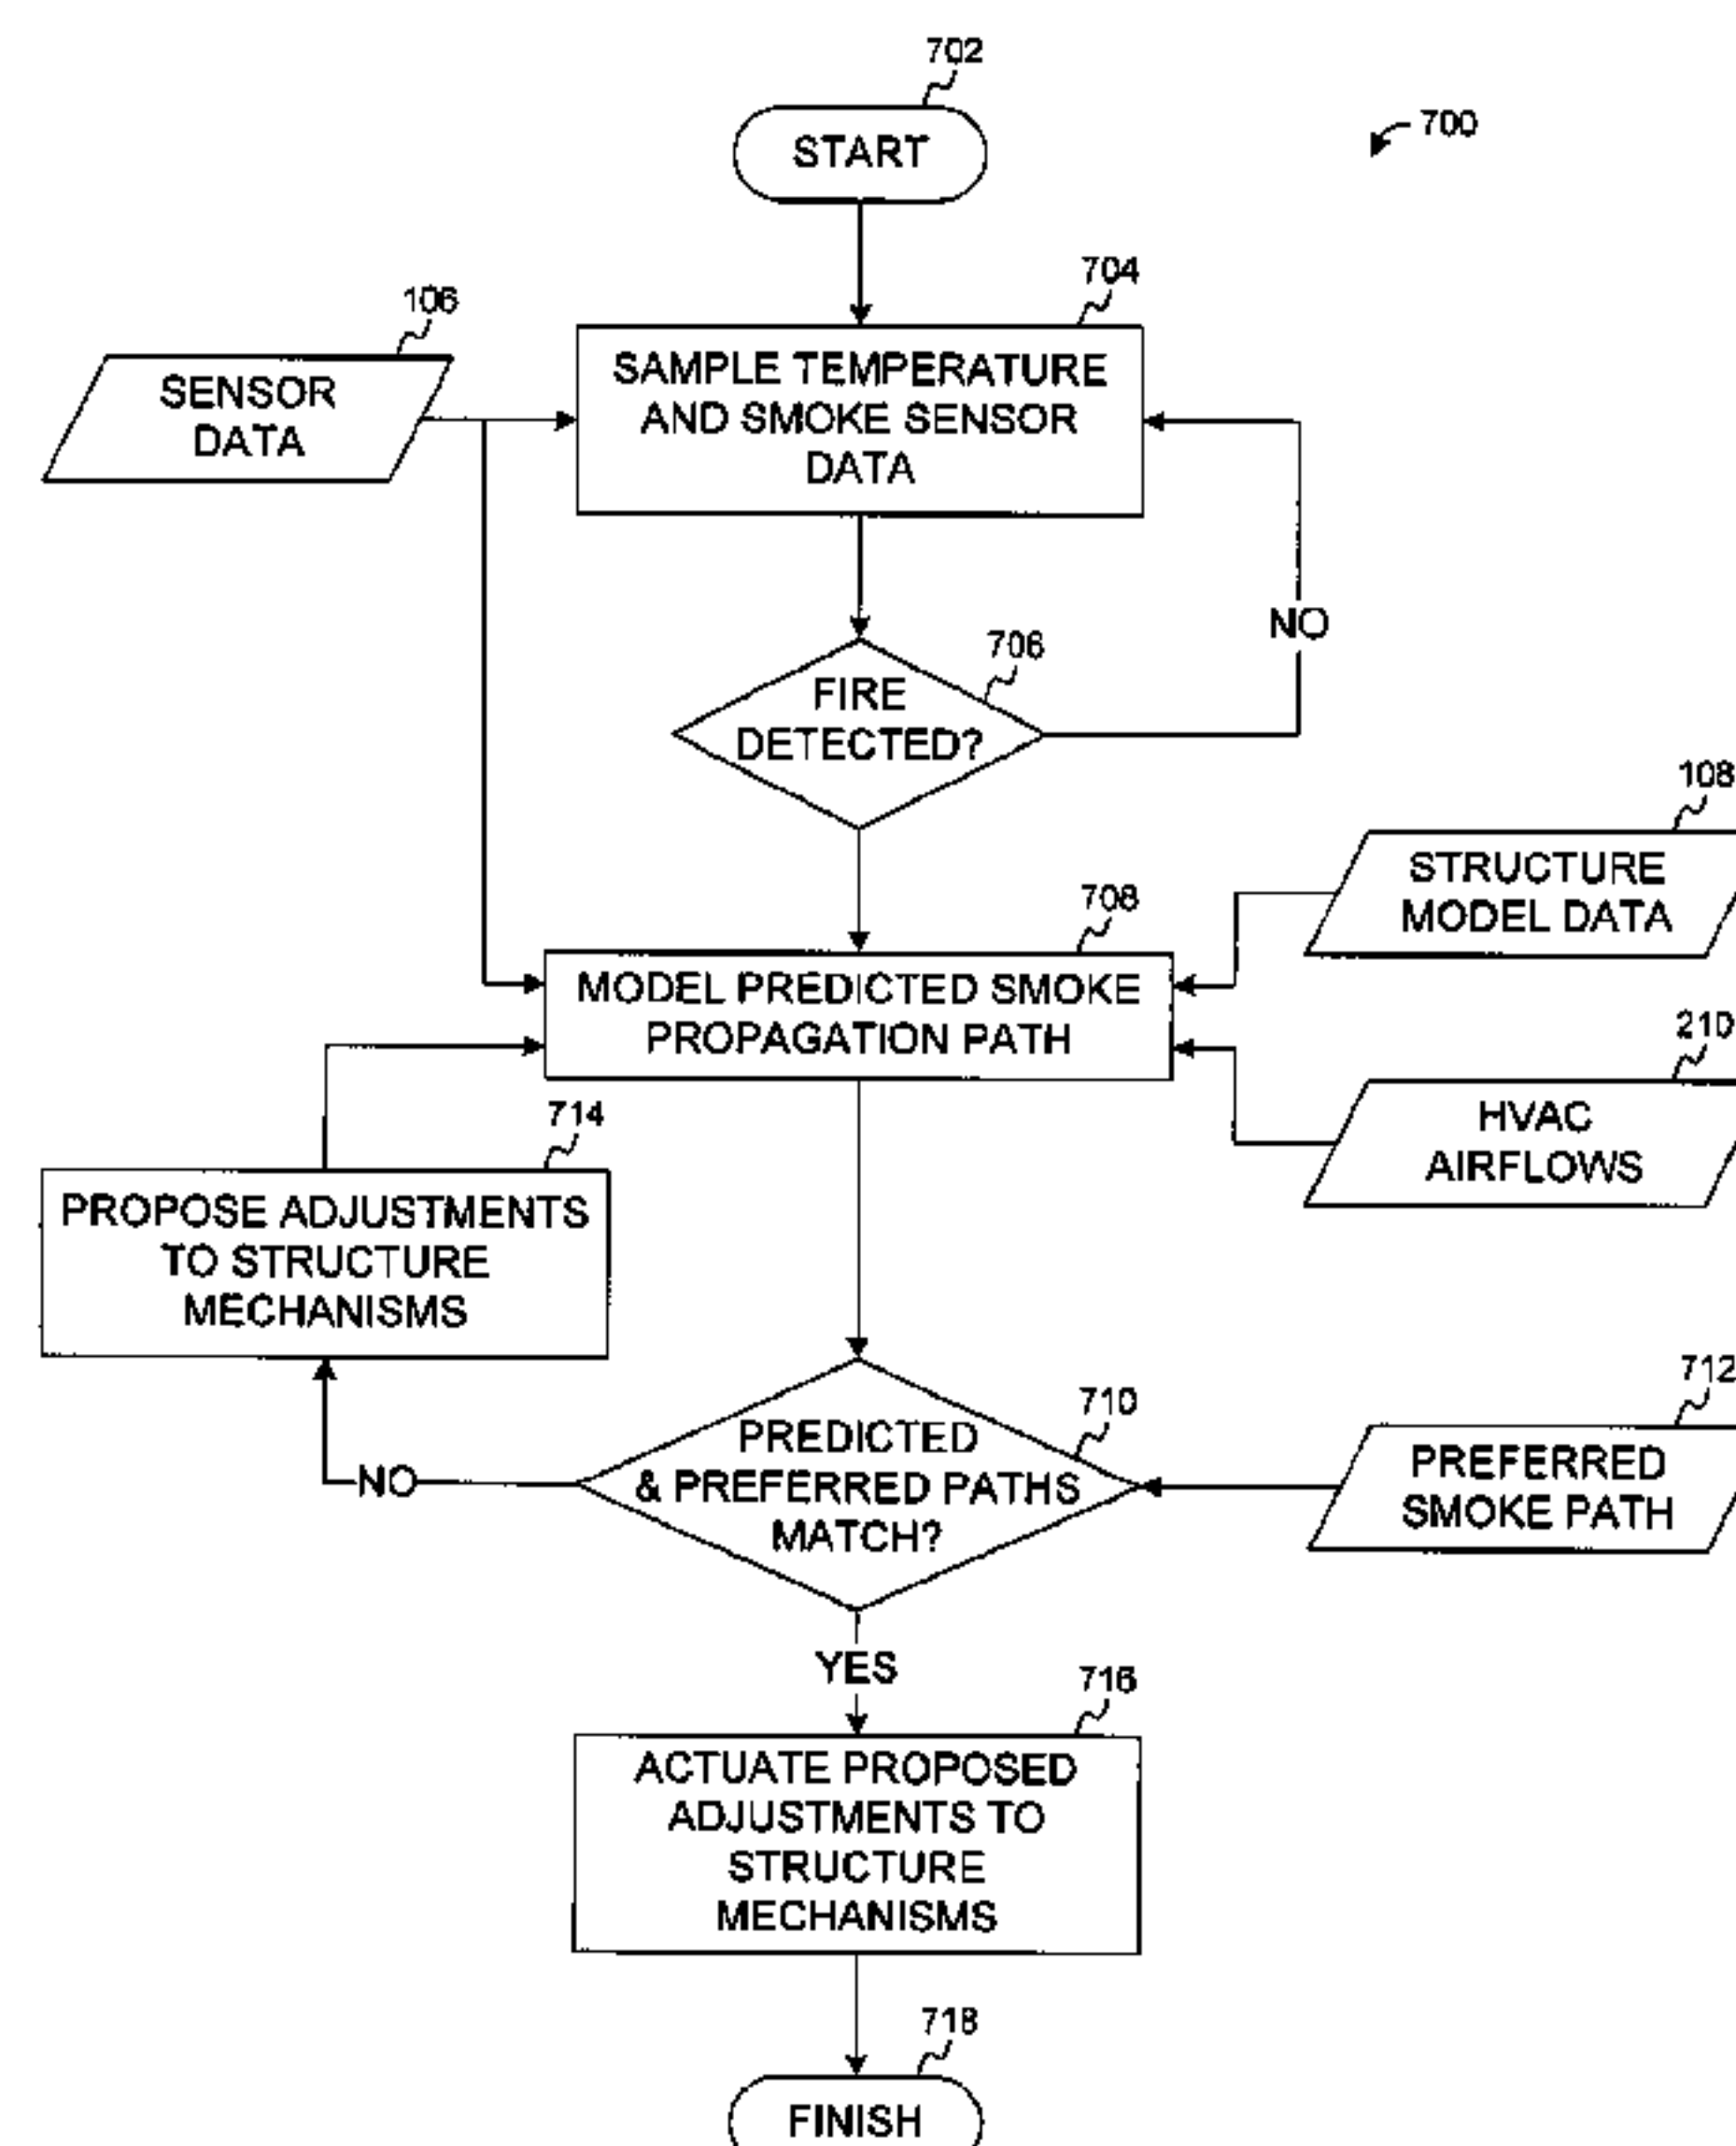 702
700
START
704
106
SENSOR
DATA
SAMPLE TEMPERATURE
AND SMOKE SENSOR
DATA
NO
706
FIRE
DETECTED?
108
STRUCTURE
MODEL DATA
708
MODEL PREDICTED SMOKE
PROPAGATION PATH
210
HVAC
AIRFLOWS
714
PROPOSE ADJUSTMENTS
TO STRUCTURE
MECHANISMS
712
PREFERRED
SMOKE PATH
710
PREDICTED
& PREFERRED PATHS
MATCH?
NO
YES
716
ACTUATE PROPOSED
ADJUSTMENTS TO
STRUCTURE
MECHANISMS
718
FINISH